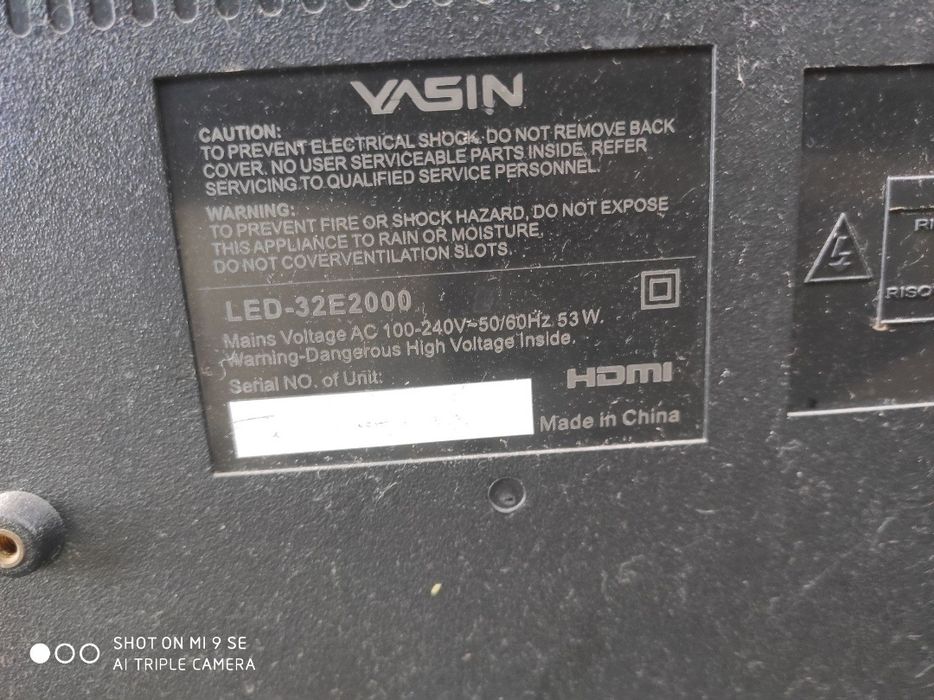 YASIN
CAUTION:
TO PREVENT ELECTRICAL SHOCK. DO NOT REMOVE BACK
COVER. NO USER SERVICEABLE PARTS INSIDE, REFER
SERVICING TO QUALIFIED SERVICE PERSONNEL.
WARNING:
TO PREVENT FIRE OR SHOCK HAZARD, DO NOT EXPOSE
THIS APPLIANCE TO RAIN OR MOISTURE,
DO NOT COVERVENTILATION SLOTS.
LED-32E2000
Mains Voltage AC 100-240V~50/60Hz 53W.
Warning-Dangerous High Voltage Inside.
Serial NO. of Unit:
HDMI
Made in China
SHOT ON MI 9 SE
AI TRIPLE CAMERA